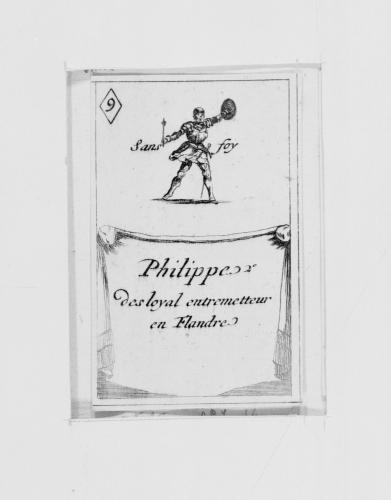 9
Sans foy
Philippe 2ᵉ
desloyal entremetteur
en Flandre